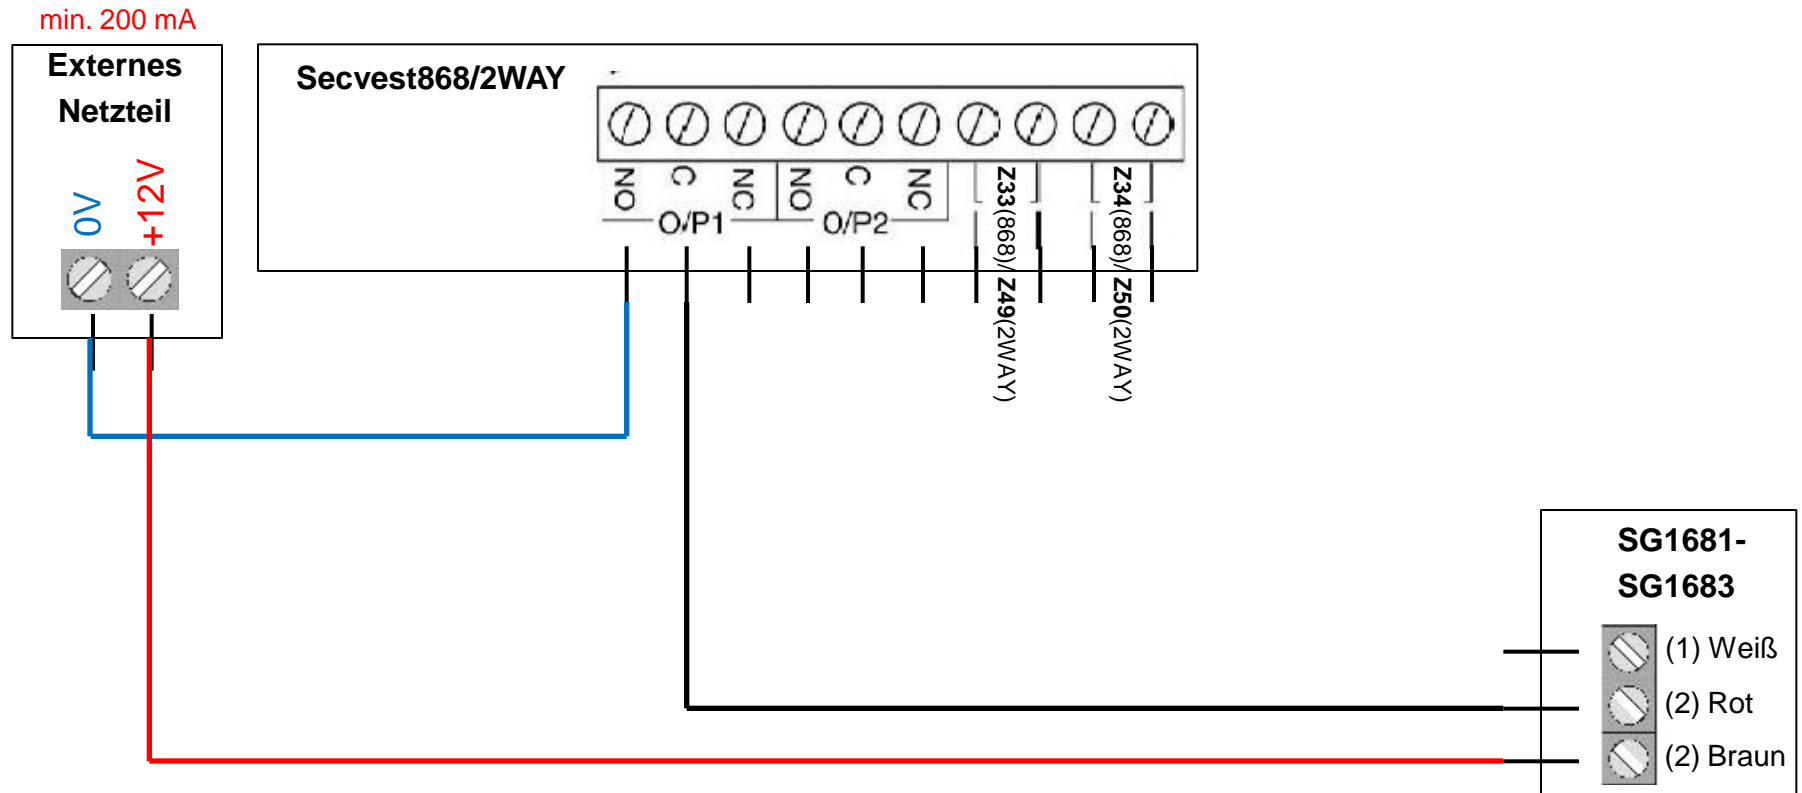 min. 200 mA
Externes
Netzteil
0V
+12V
Secvest868/2WAY
NO
C
NC
NO
C
NC
O/P1
O/P2
Z33(868)/ Z49(2WAY)
Z34(868)/ Z50(2WAY)
SG1681-
SG1683
(1) Weiß
(2) Rot
(2) Braun